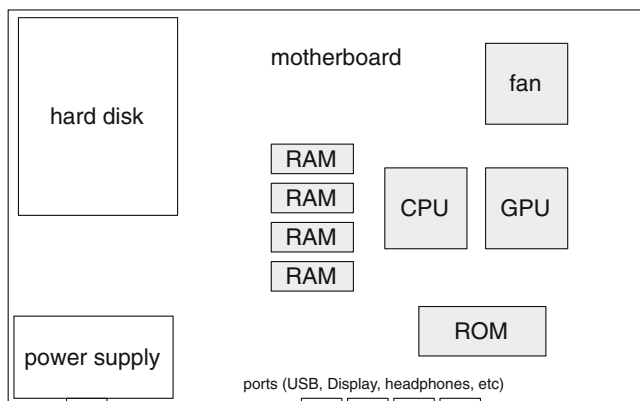 motherboard
fan
hard disk
RAM
RAM
RAM
RAM
CPU
GPU
ROM
power supply
ports (USB, Display, headphones, etc)